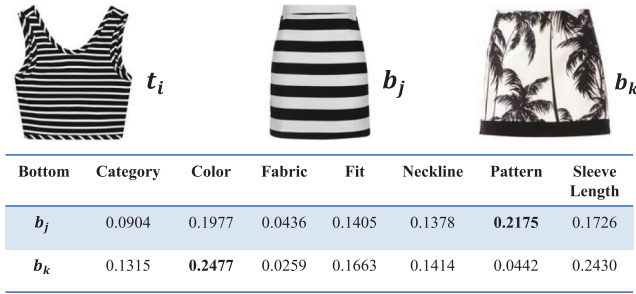 t_i b_j b_k
Bottom Category Color Fabric Fit Neckline Pattern Sleeve Length
b_j 0.0904 0.1977 0.0436 0.1405 0.1378 0.2175 0.1726
b_k 0.1315 0.2477 0.0259 0.1663 0.1414 0.0442 0.2430